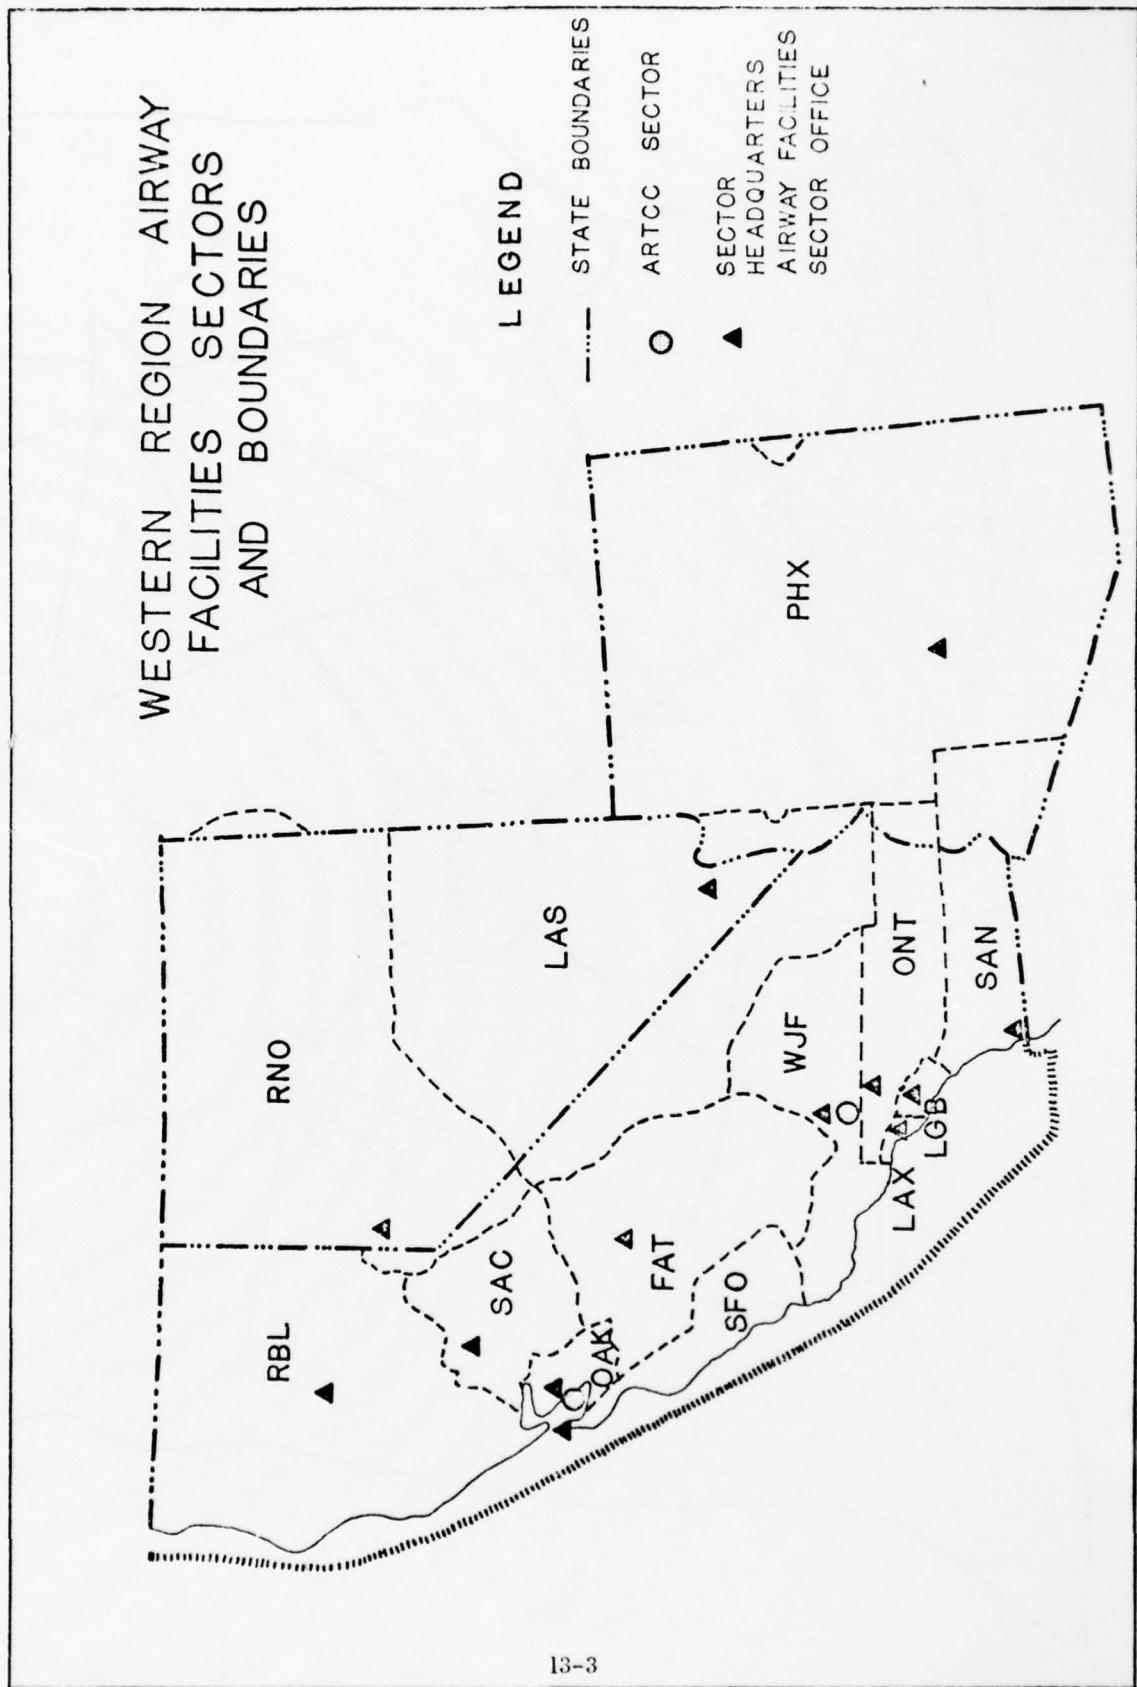 WESTERN REGION AIRWAY
FACILITIES SECTORS
AND BOUNDARIES
LEGEND
STATE BOUNDARIES
ARTCC SECTOR
SECTOR
HEADQUARTERS
AIRWAY FACILITIES
SECTOR OFFICE
RBL
RNO
SAC
LAS
OAK
FAT
SFO
WJF
PHX
LAX
LGB
ONT
SAN
13-3